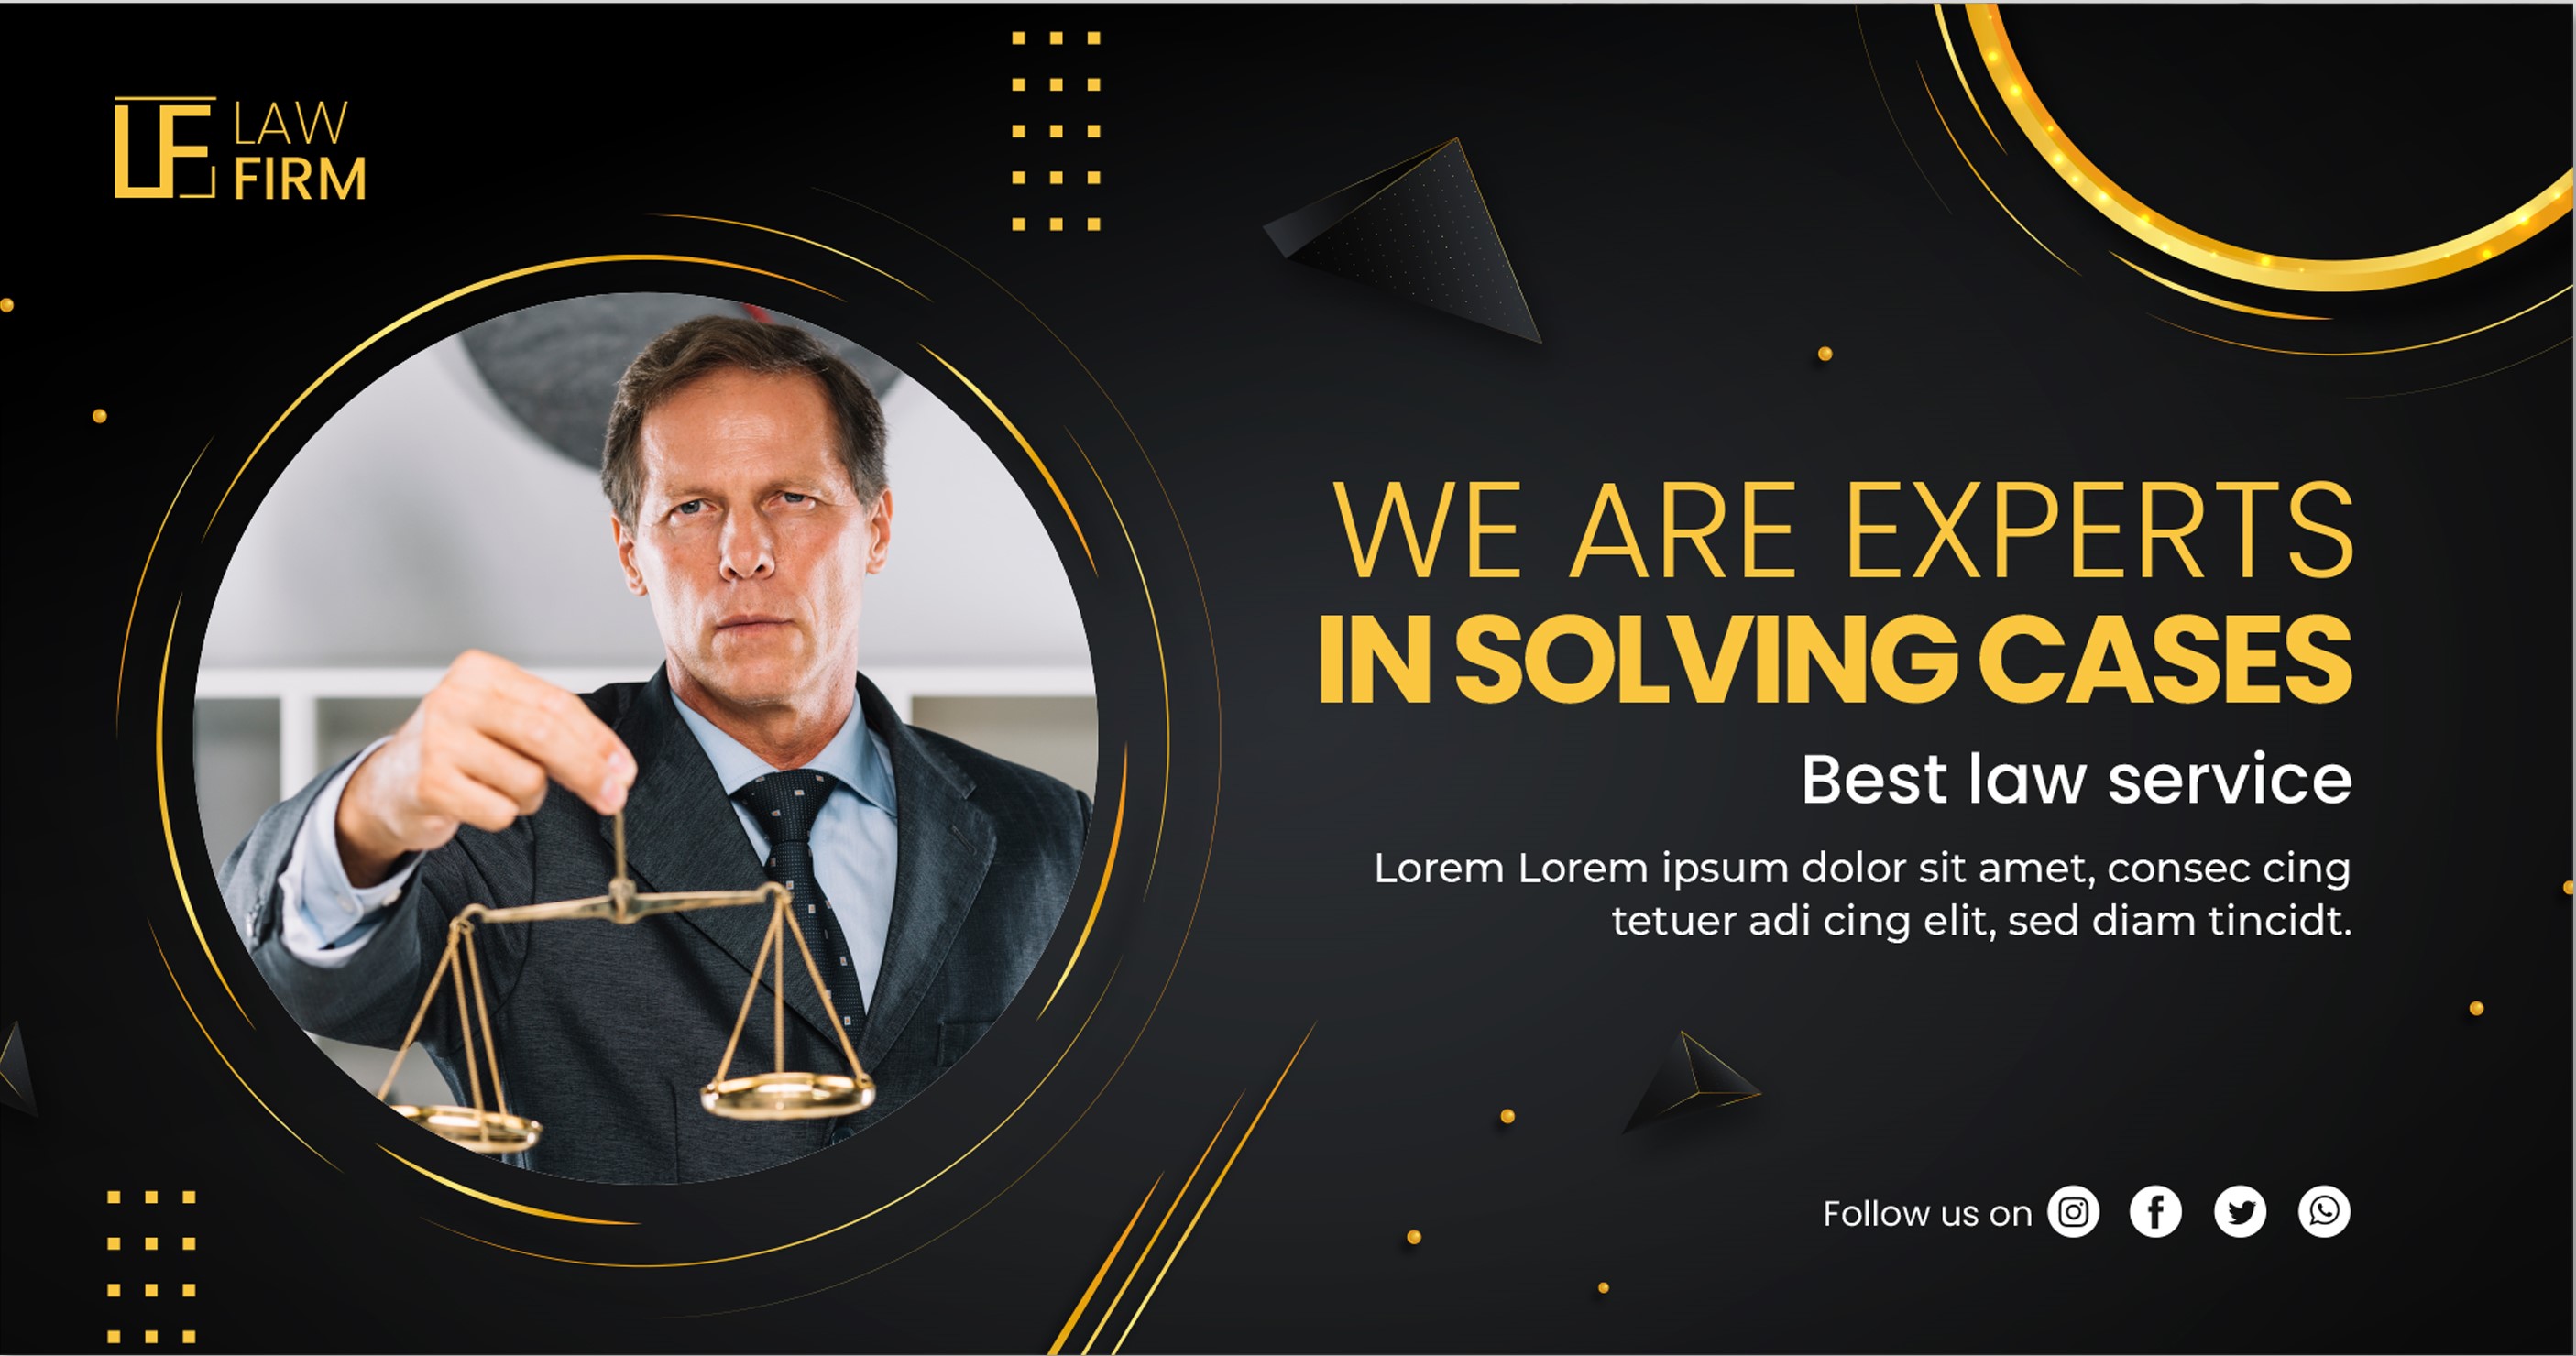 LF LAW
FIRM
WE ARE EXPERTS
IN SOLVING CASES
Best law service
Lorem Lorem ipsum dolor sit amet, consec cing
tetuer adi cing elit, sed diam tincidt.
Follow us on